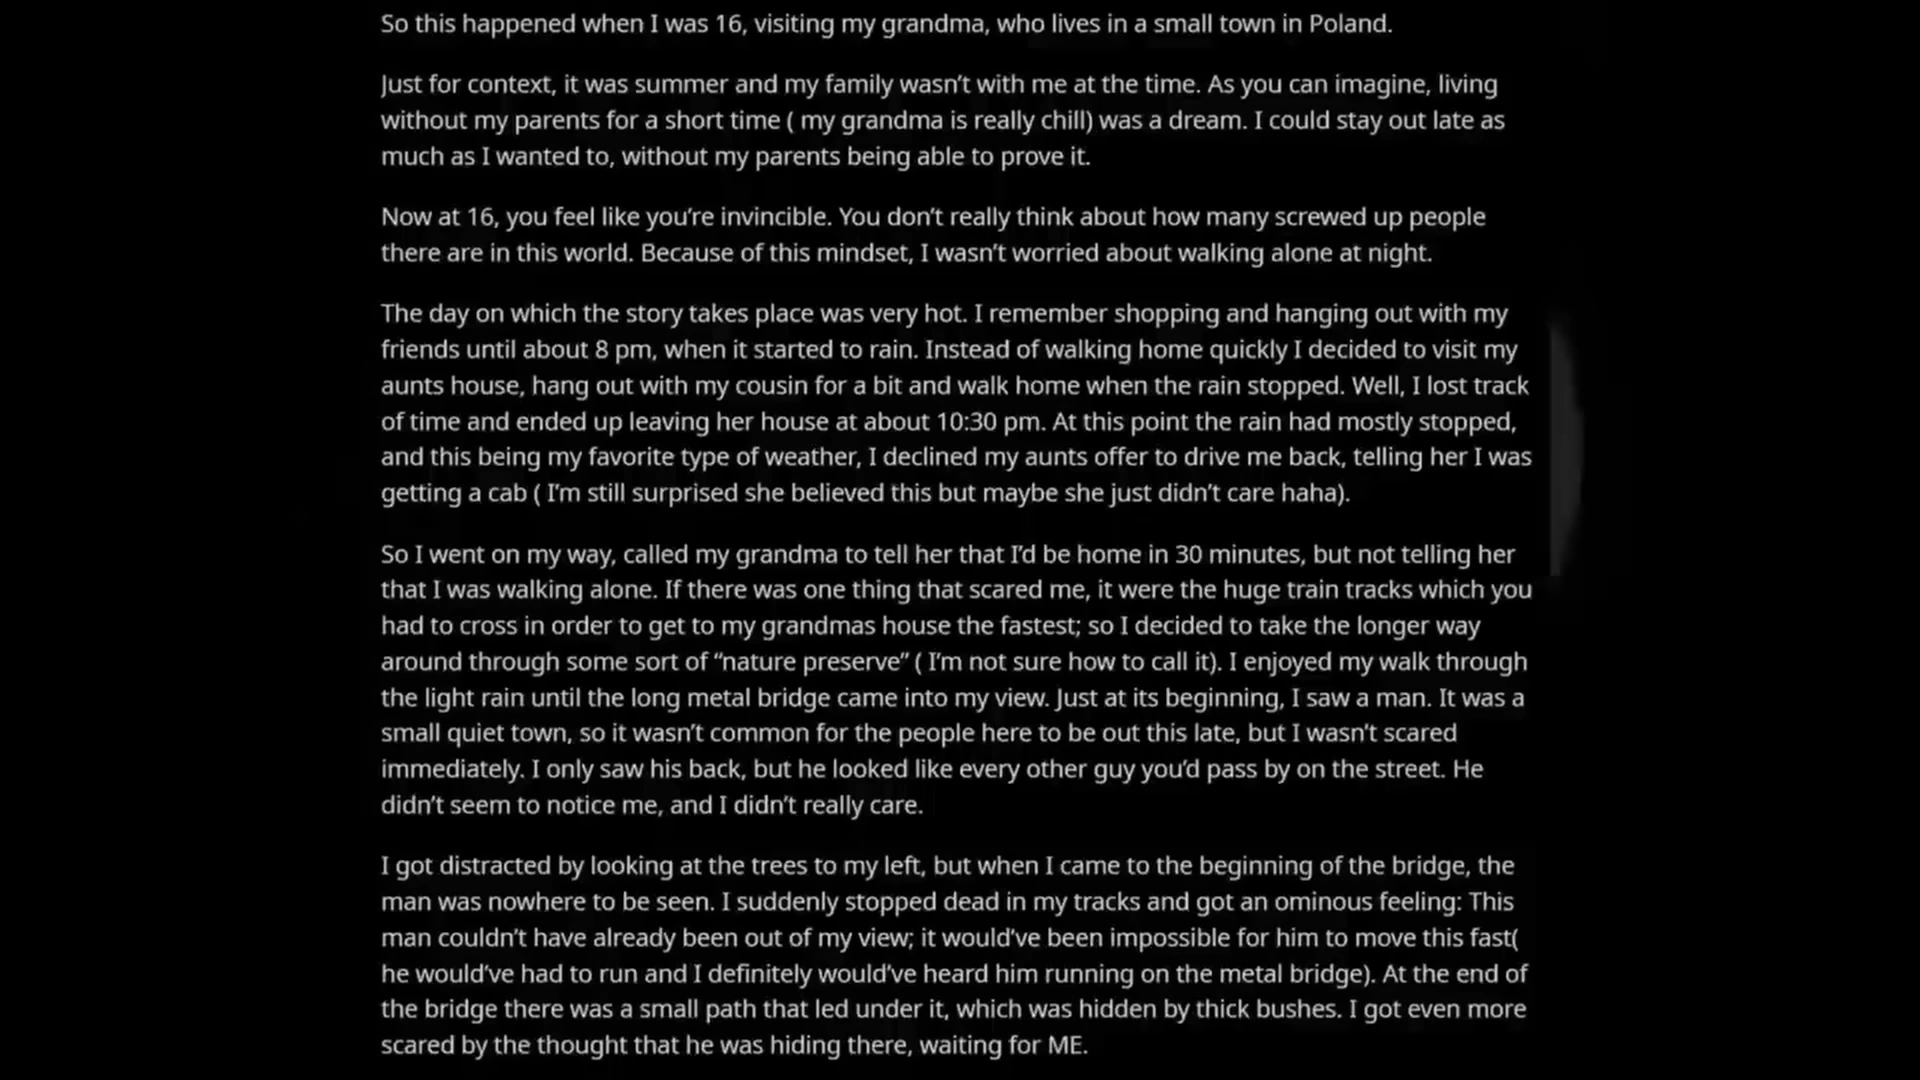 So this happened when I was 16, visiting my grandma, who lives in a small town in Poland.
Just for context, it was summer and my family wasn’t with me at the time. As you can imagine, living
without my parents for a short time ( my grandma is really chill) was a dream. I could stay out late as
much as I wanted to, without my parents being able to prove it.
Now at 16, you feel like you’re invincible. You don’t really think about how many screwed up people
there are in this world. Because of this mindset, I wasn’t worried about walking alone at night.
The day on which the story takes place was very hot. I remember shopping and hanging out with my
friends until about 8 pm, when it started to rain. Instead of walking home quickly I decided to visit my
aunts house, hang out with my cousin for a bit and walk home when the rain stopped. Well, I lost track
of time and ended up leaving her house at about 10:30 pm. At this point the rain had mostly stopped,
and this being my favorite type of weather, I declined my aunts offer to drive me back, telling her I was
getting a cab ( I’m still surprised she believed this but maybe she just didn’t care haha).
So I went on my way, called my grandma to tell her that I’d be home in 30 minutes, but not telling her
that I was walking alone. If there was one thing that scared me, it were the huge train tracks which you
had to cross in order to get to my grandmas house the fastest; so I decided to take the longer way
around through some sort of “nature preserve” ( I’m not sure how to call it). I enjoyed my walk through
the light rain until the long metal bridge came into my view. Just at its beginning, I saw a man. It was a
small quiet town, so it wasn’t common for the people here to be out this late, but I wasn’t scared
immediately. I only saw his back, but he looked like every other guy you’d pass by on the street. He
didn’t seem to notice me, and I didn’t really care.
I got distracted by looking at the trees to my left, but when I came to the beginning of the bridge, the
man was nowhere to be seen. I suddenly stopped dead in my tracks and got an ominous feeling: This
man couldn’t have already been out of my view; it would’ve been impossible for him to move this fast(
he would’ve had to run and I definitely would’ve heard him running on the metal bridge). At the end of
the bridge there was a small path that led under it, which was hidden by thick bushes. I got even more
scared by the thought that he was hiding there, waiting for ME.